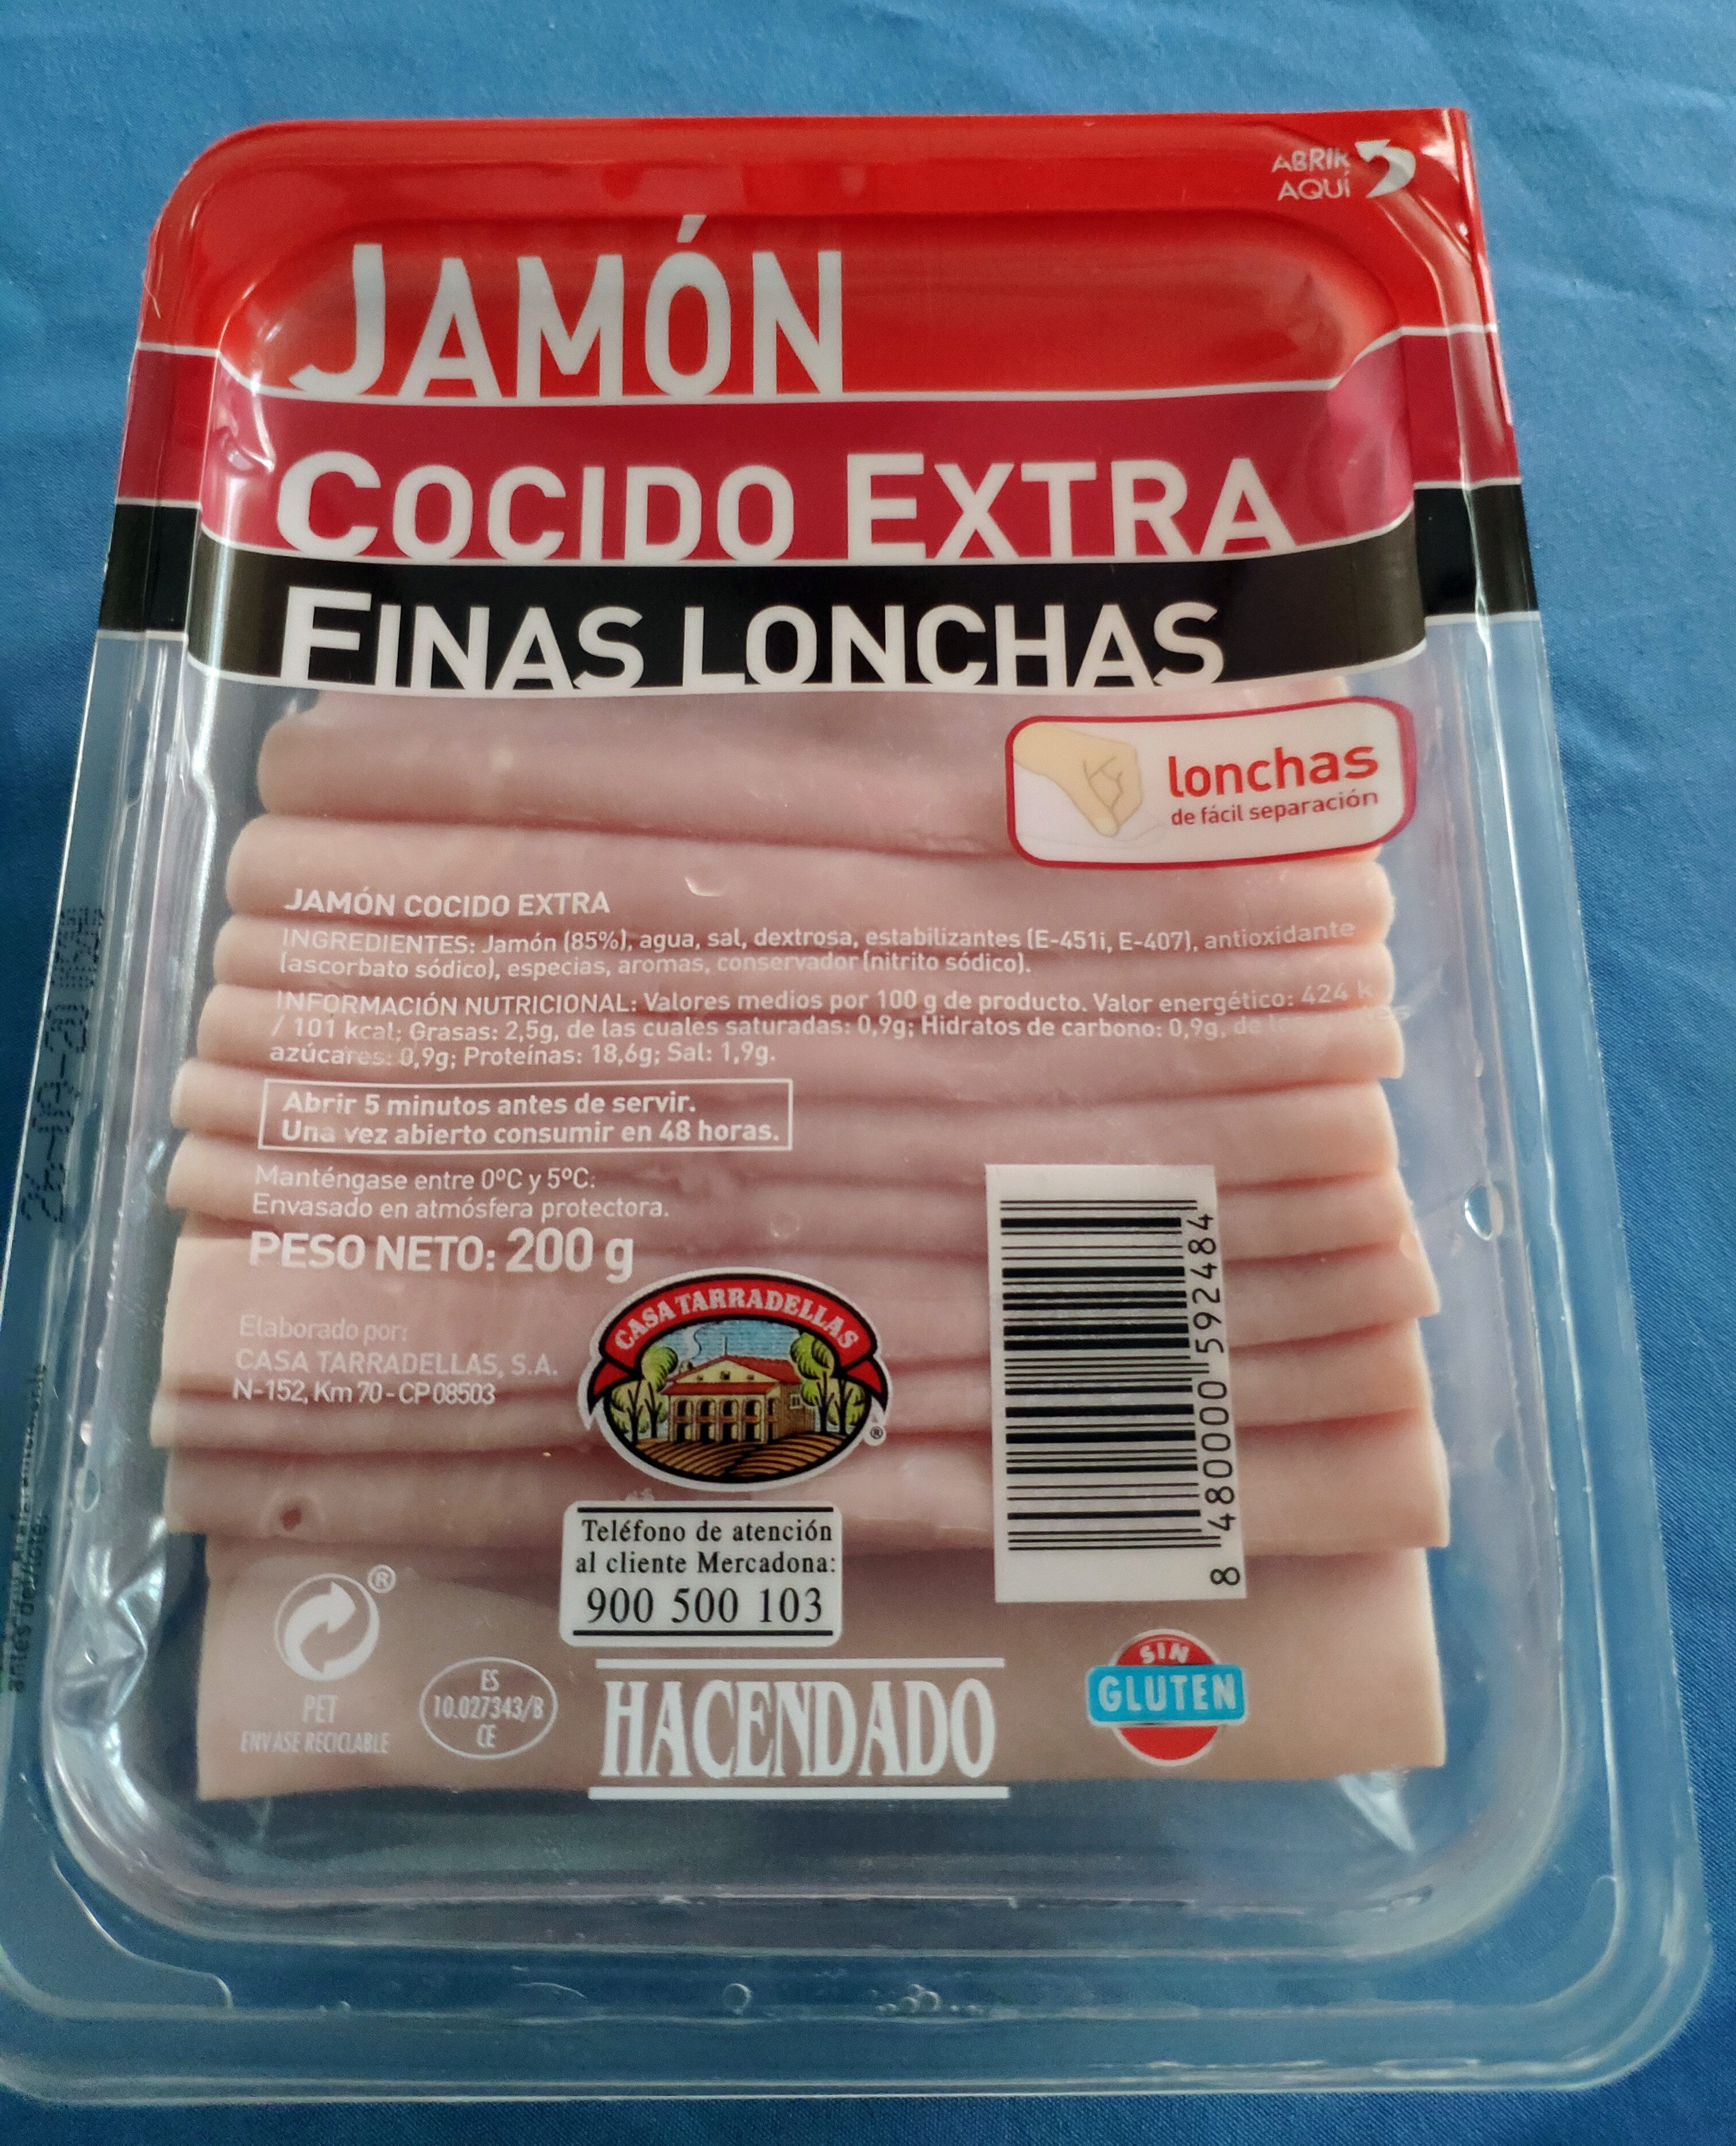 ABRIR
AQUÍ
JAMÓN
COCIDO EXTRA
FINAS LONCHAS
lonchas
de fácil separación
JAMÓN COCIDO EXTRA
INGREDIENTES: Jamón (85%), agua, sal, dextrosa, estabilizantes (E-451i, E-407), antioxidante
(ascorbato sódico), especias, aromas, conservador (nitrito sódico).
INFORMACIÓN NUTRICIONAL: Valores medios por 100 g de producto. Valor energético: 424 k
/ 101 kcal; Grasas: 2,5g, de las cuales saturadas: 0,9g; Hidratos de carbono: 0,9g, de los
azúcares: 0,9g; Proteínas: 18,6g; Sal: 1,9g.
Abrir 5 minutos antes de servir.
Una vez abierto consumir en 48 horas.
Manténgase entre 0ºC y 5ºC.
Envasado en atmósfera protectora.
PESO NETO: 200 g
Elaborado por:
CASA TARRADELLAS, S.A.
N-152, Km 70 - CP 08503
CASA TARRADELLAS
®
8 480000 592484
Teléfono de atención
al cliente Mercadona:
900 500 103
®
PET
ENVASE RECICLABLE
ES
10.027343/B
CE
HACENDADO
SIN
GLUTEN